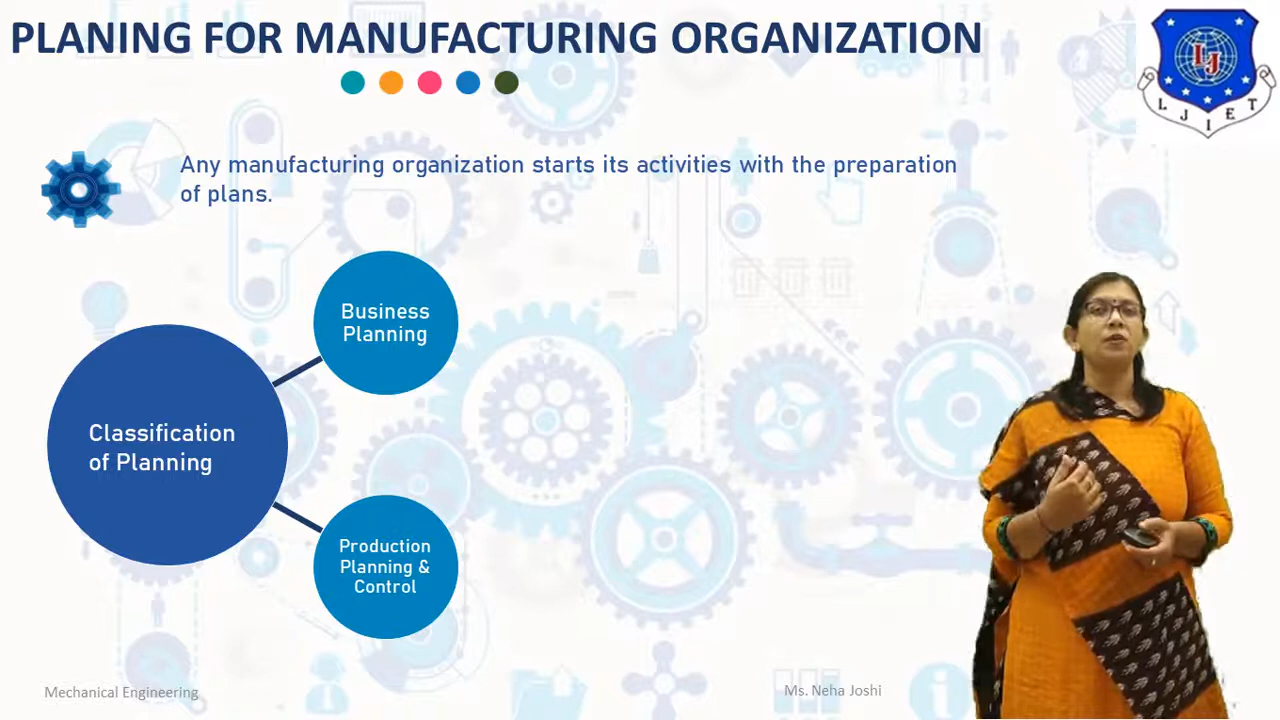 PLANING FOR MANUFACTURING ORGANIZATION
LJ
L J I E T
Any manufacturing organization starts its activities with the preparation
of plans.
Business
Planning
Classification
of Planning
Production
Planning &
Control
Mechanical Engineering
Ms. Neha Joshi